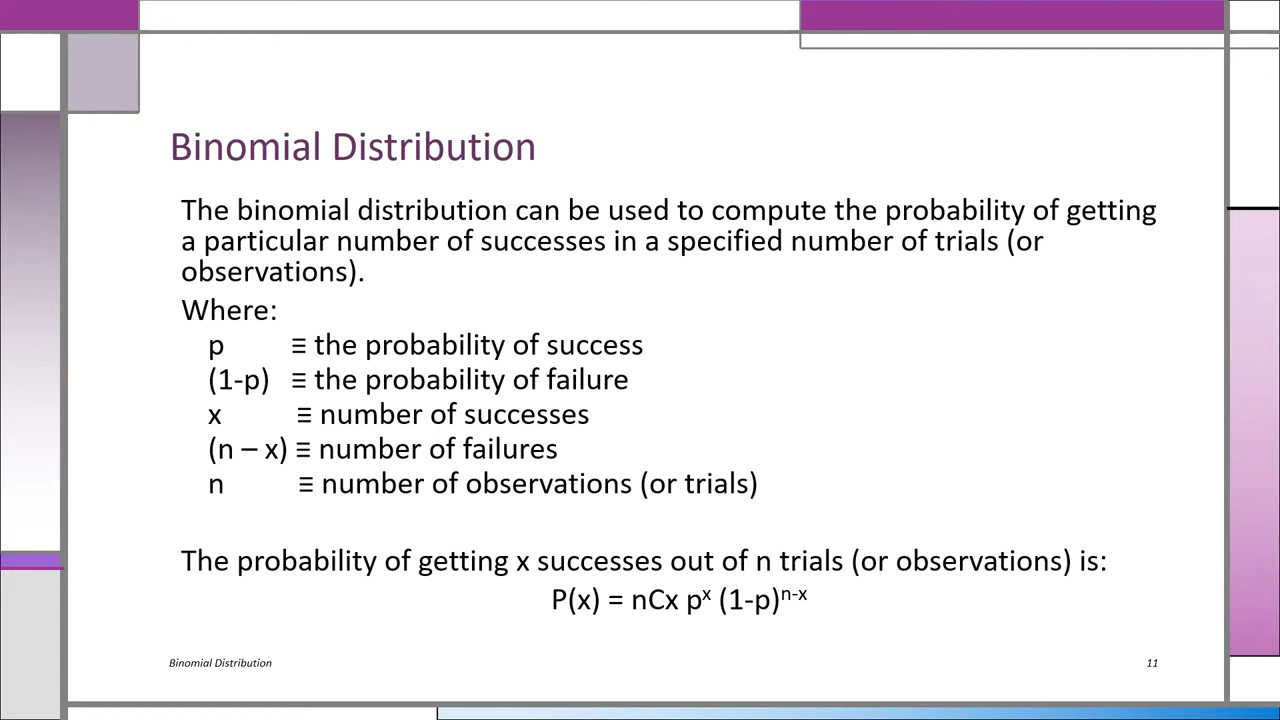 Binomial Distribution
The binomial distribution can be used to compute the probability of getting
a particular number of successes in a specified number of trials (or
observations).
Where:
p ≡ the probability of success
(1-p) ≡ the probability of failure
x ≡ number of successes
(n – x) ≡ number of failures
n ≡ number of observations (or trials)
The probability of getting x successes out of n trials (or observations) is:
P(x) = nCx pˣ (1-p)ⁿ⁻ˣ
Binomial Distribution 11